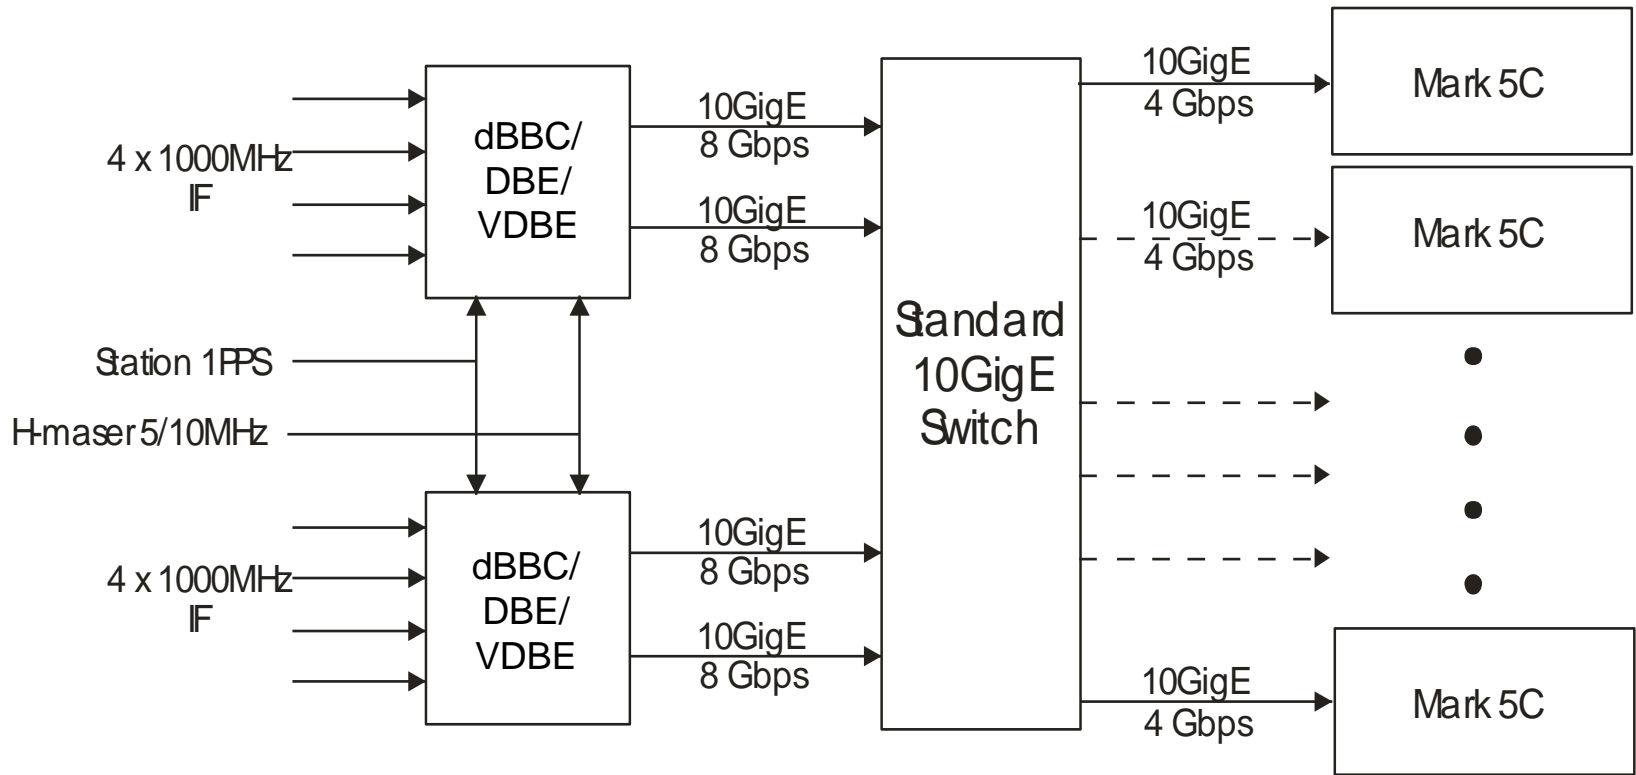 4 x 1000MHz
IF
dBBC/
DBE/
VDBE
10GigE
8 Gbps
10GigE
8 Gbps
Station 1PPS
H-maser 5/10MHz
4 x 1000MHz
IF
dBBC/
DBE/
VDBE
10GigE
8 Gbps
10GigE
8 Gbps
Standard
10GigE
Switch
10GigE
4 Gbps
Mark 5C
10GigE
4 Gbps
Mark 5C
10GigE
4 Gbps
Mark 5C